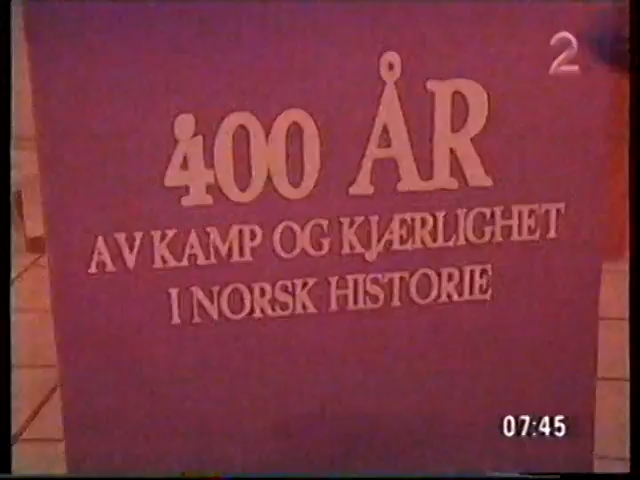 2
400 ÅR
AV KAMP OG KJÆRLIGHET
I NORSK HISTORIE
07:45